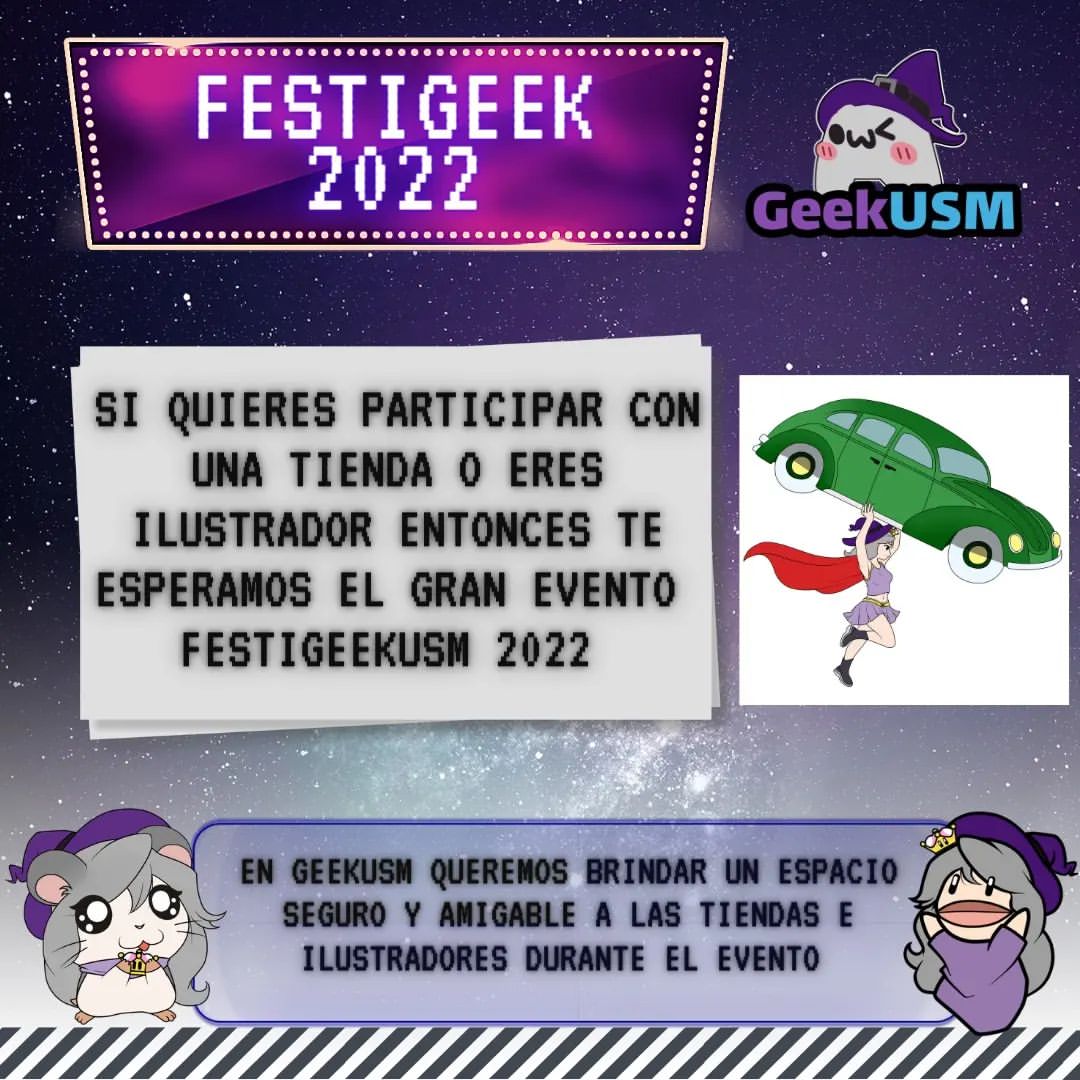 FESTIGEEK
2022
OwO
GeekUSM
SI QUIERES PARTICIPAR CON
UNA TIENDA O ERES
ILUSTRADOR ENTONCES TE
ESPERAMOS EL GRAN EVENTO
FESTIGEEKUSM 2022
EN GEEKUSM QUEREMOS BRINDAR UN ESPACIO
SEGURO Y AMIGABLE A LAS TIENDAS E
ILUSTRADORES DURANTE EL EVENTO